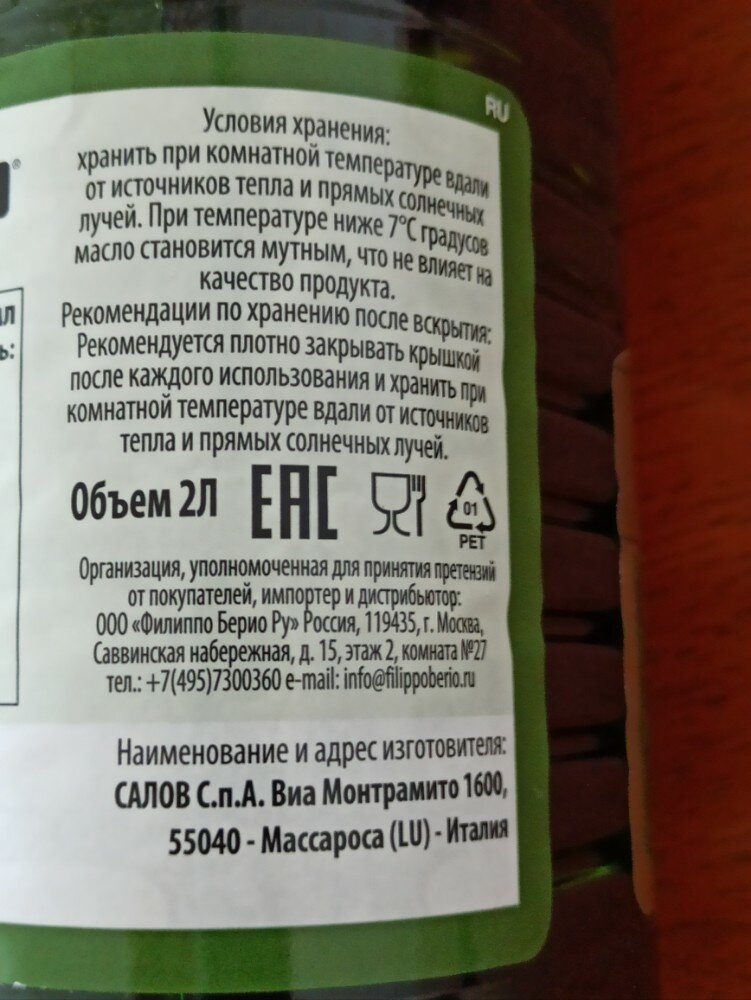 RU
Условия хранения:
хранить при комнатной температуре вдали
от источников тепла и прямых солнечных
лучей. При температуре ниже 7°С градусов
масло становится мутным, что не влияет на
качество продукта.
Рекомендации по хранению после вскрытия:
Рекомендуется плотно закрывать крышкой
после каждого использования и хранить при
комнатной температуре вдали от источников
тепла и прямых солнечных лучей.
Объем 2Л EAC 01
PET
Организация, уполномоченная для принятия претензий
от покупателей, импортер и дистрибьютор:
ООО «Филиппо Берио Ру» Россия, 119435, г. Москва,
Саввинская набережная, д. 15, этаж 2, комната №27
тел.: +7(495)7300360 e-mail: info@filippoberio.ru
Наименование и адрес изготовителя:
САЛОВ С.п.А. Виа Монтрамито 1600,
55040 - Массароса (LU) - Италия